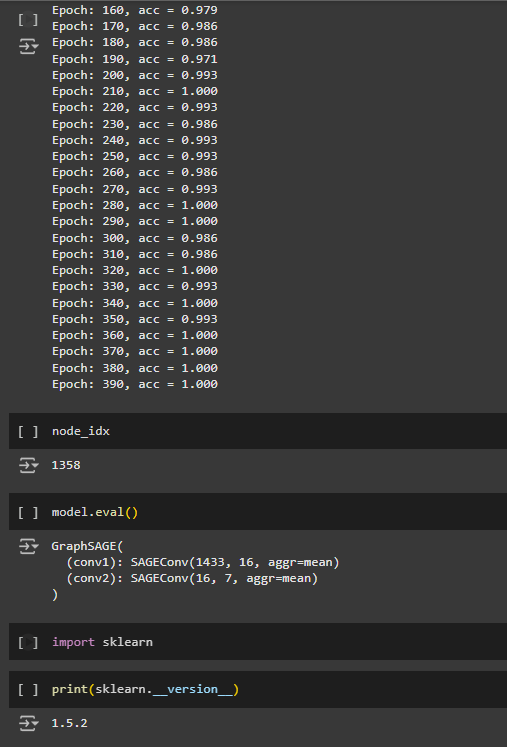 Epoch: 160, acc = 0.979
[ ]
Epoch: 170, acc = 0.986
Epoch: 180, acc = 0.986
Epoch: 190, acc = 0.971
Epoch: 200, acc = 0.993
Epoch: 210, acc = 1.000
Epoch: 220, acc = 0.993
Epoch: 230, acc = 0.986
Epoch: 240, acc = 0.993
Epoch: 250, acc = 0.993
Epoch: 260, acc = 0.986
Epoch: 270, acc = 0.993
Epoch: 280, acc = 1.000
Epoch: 290, acc = 1.000
Epoch: 300, acc = 0.986
Epoch: 310, acc = 0.986
Epoch: 320, acc = 1.000
Epoch: 330, acc = 0.993
Epoch: 340, acc = 1.000
Epoch: 350, acc = 0.993
Epoch: 360, acc = 1.000
Epoch: 370, acc = 1.000
Epoch: 380, acc = 1.000
Epoch: 390, acc = 1.000
[ ] node_idx
1358
[ ] model.eval()
GraphSAGE(
  (conv1): SAGEConv(1433, 16, aggr=mean)
  (conv2): SAGEConv(16, 7, aggr=mean)
)
[ ] import sklearn
[ ] print(sklearn.__version__)
1.5.2